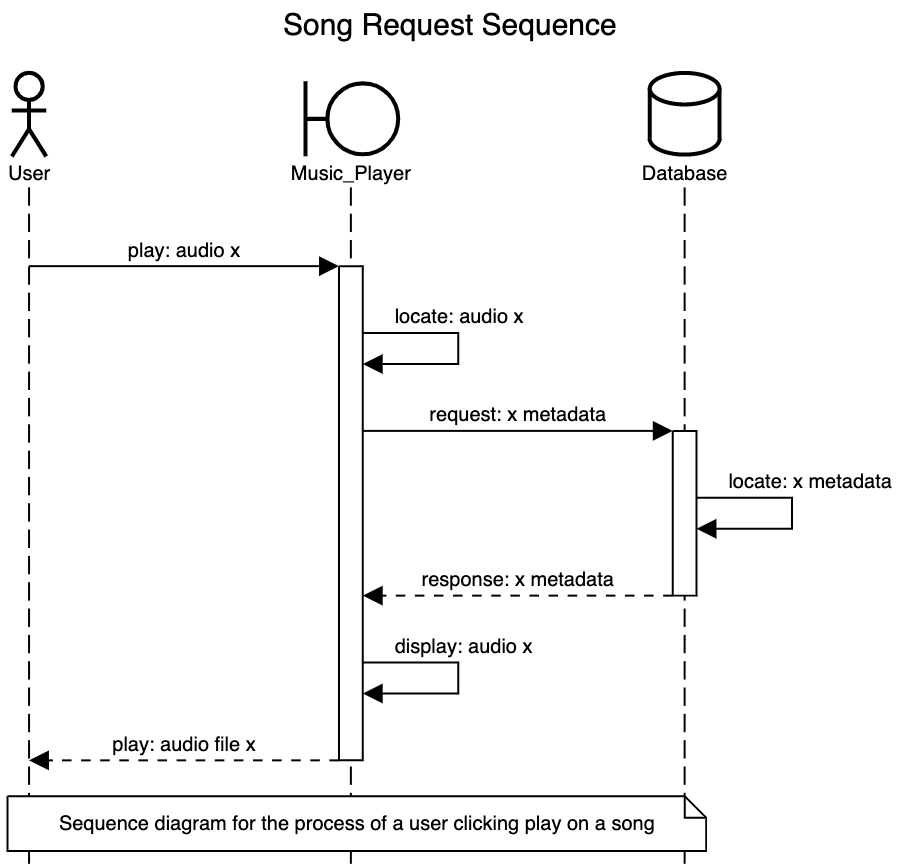 Song Request Sequence
User
Music_Player
Database
play: audio x
locate: audio x
request: x metadata
locate: x metadata
response: x metadata
display: audio x
play: audio file x
Sequence diagram for the process of a user clicking play on a song